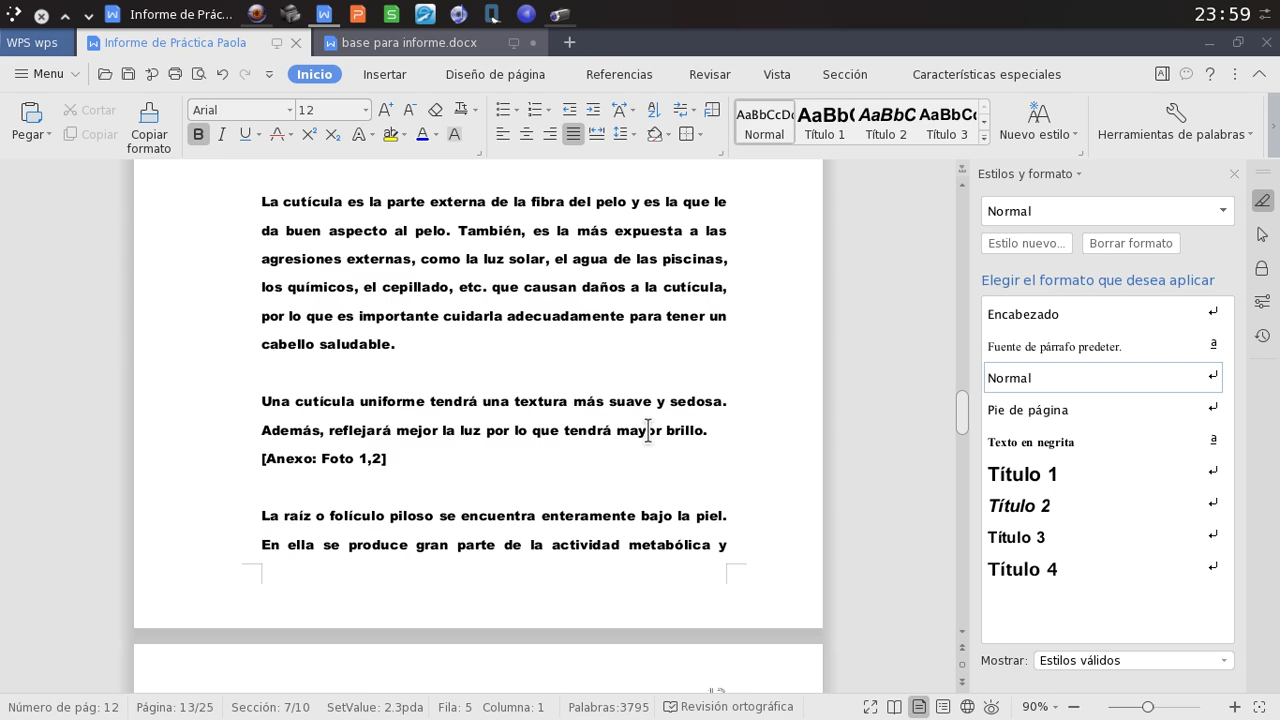 Informe de Prác...
23:59
WPS wps
Informe de Práctica Paola
base para informe.docx
Menu
Inicio
Insertar
Diseño de página
Referencias
Revisar
Vista
Sección
Características especiales
Pegar
Cortar
Copiar
Copiar formato
Arial
12
AaBbCcDc
Normal
AaBb(
Título 1
AaBbC
Título 2
AaBbC
Título 3
Nuevo estilo
Herramientas de palabras
La cutícula es la parte externa de la fibra del pelo y es la que le
da buen aspecto al pelo. También, es la más expuesta a las
agresiones externas, como la luz solar, el agua de las piscinas,
los químicos, el cepillado, etc. que causan daños a la cutícula,
por lo que es importante cuidarla adecuadamente para tener un
cabello saludable.
Una cutícula uniforme tendrá una textura más suave y sedosa.
Además, reflejará mejor la luz por lo que tendrá mayor brillo.
[Anexo: Foto 1,2]
La raíz o folículo piloso se encuentra enteramente bajo la piel.
En ella se produce gran parte de la actividad metabólica y
Estilos y formato
Normal
Estilo nuevo...
Borrar formato
Elegir el formato que desea aplicar
Encabezado
Fuente de párrafo predeter.
Normal
Pie de página
Texto en negrita
Título 1
Título 2
Título 3
Título 4
Mostrar:
Estilos válidos
Número de pág: 12
Página: 13/25
Sección: 7/10
SetValue: 2.3pda
Fila: 5
Columna: 1
Palabras:3795
Revisión ortográfica
90%